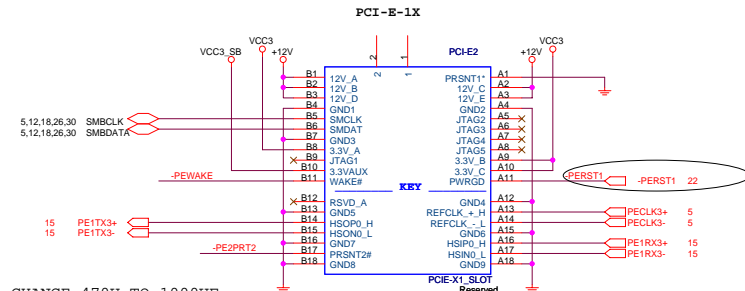 PCI-E-1X
VCC3 VCC3
VCC3_SB +12V PCI-E2 +12V
2 1
2 1
B1 12V_A PRSNT1* A1
B2 12V_B 12V_C A2
B3 12V_D 12V_E A3
B4 GND1 GND2 A4
5,12,18,26,30 SMBCLK B5 SMCLK JTAG2 A5
5,12,18,26,30 SMBDATA B6 SMDAT JTAG3 A6
B7 GND3 JTAG4 A7
B8 3.3V_A JTAG5 A8
B9 JTAG1 3.3V_B A9
B10 3.3VAUX 3.3V_C A10
-PEWAKE B11 WAKE# PWRGD A11 -PERST1 -PERST1 22
KEY
B12 RSVD_A GND4 A12
B13 GND5 REFCLK_+_H A13 PECLK3+ 5
15 PE1TX3+ B14 HSOP0_H REFCLK_-_L A14 PECLK3- 5
15 PE1TX3- B15 HSON0_L GND6 A15
B16 GND7 HSIP0_H A16 PE1RX3+ 15
-PE2PRT2 B17 PRSNT2# HSIN0_L A17 PE1RX3- 15
B18 GND8 GND9 A18
PCIE-X1_SLOT
Reserved